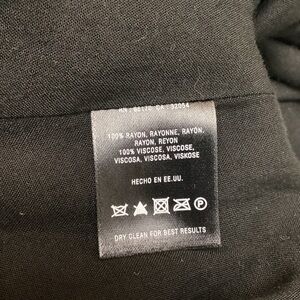 100% RAYON, RAYONNE, RAYÓN,
RAYON, REYON
100% VISCOSE, VISCOSE,
VISCOSA, VISCOSA, VISKOSE
HECHO EN EE.UU.
P
DRY CLEAN FOR BEST RESULTS